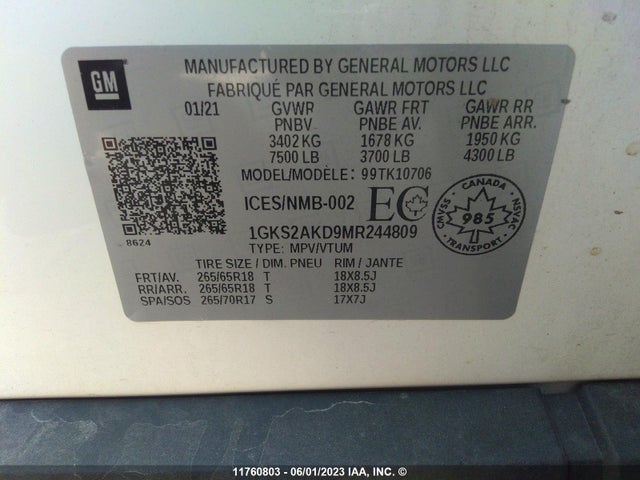 GM
MANUFACTURED BY GENERAL MOTORS LLC
FABRIQUÉ PAR GENERAL MOTORS LLC
01/21 GVWR GAWR FRT GAWR RR
PNBV PNBE AV. PNBE ARR.
3402 KG 1678 KG 1950 KG
7500 LB 3700 LB 4300 LB
MODEL/MODÈLE: 99TK10706
ICES/NMB-002 EC
CANADA
CMVSS 985 NSVAC
TRANSPORT
8624
1GKS2AKD9MR244809
TYPE: MPV/VTUM
TIRE SIZE / DIM. PNEU RIM / JANTE
FRT/AV. 265/65R18 T 18X8.5J
RR/ARR. 265/65R18 T 18X8.5J
SPA/SOS 265/70R17 S 17X7J
11760803 - 06/01/2023 IAA, INC. ©